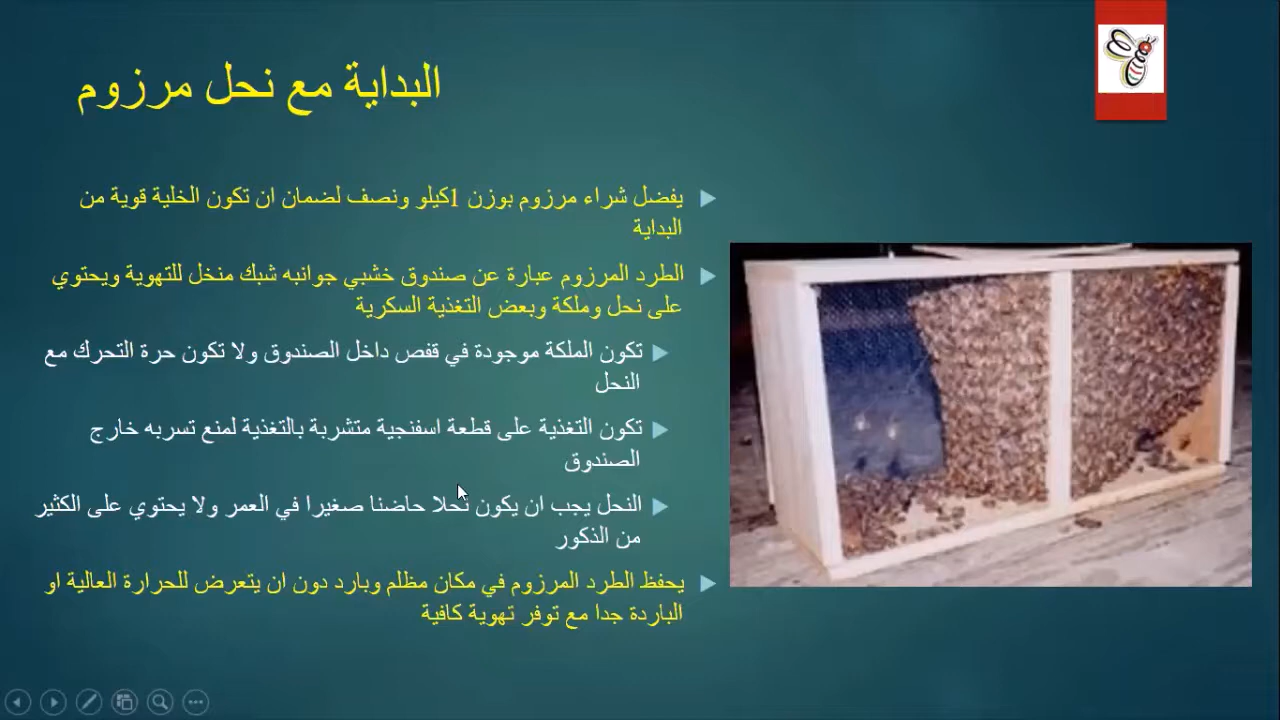 البداية مع نحل مرزوم
يفضل شراء مرزوم بوزن 1كيلو ونصف لضمان ان تكون الخلية قوية من
البداية
الطرد المرزوم عبارة عن صندوق خشبي جوانبه شبك منخل للتهوية ويحتوي
على نحل وملكة وبعض التغذية السكرية
تكون الملكة موجودة في قفص داخل الصندوق ولا تكون حرة التحرك مع
النحل
تكون التغذية على قطعة اسفنجية متشربة بالتغذية لمنع تسربه خارج
الصندوق
النحل يجب ان يكون نحلا حاضنا صغيرا في العمر ولا يحتوي على الكثير
من الذكور
يحفظ الطرد المرزوم في مكان مظلم وبارد دون ان يتعرض للحرارة العالية او
الباردة جدا مع توفر تهوية كافية